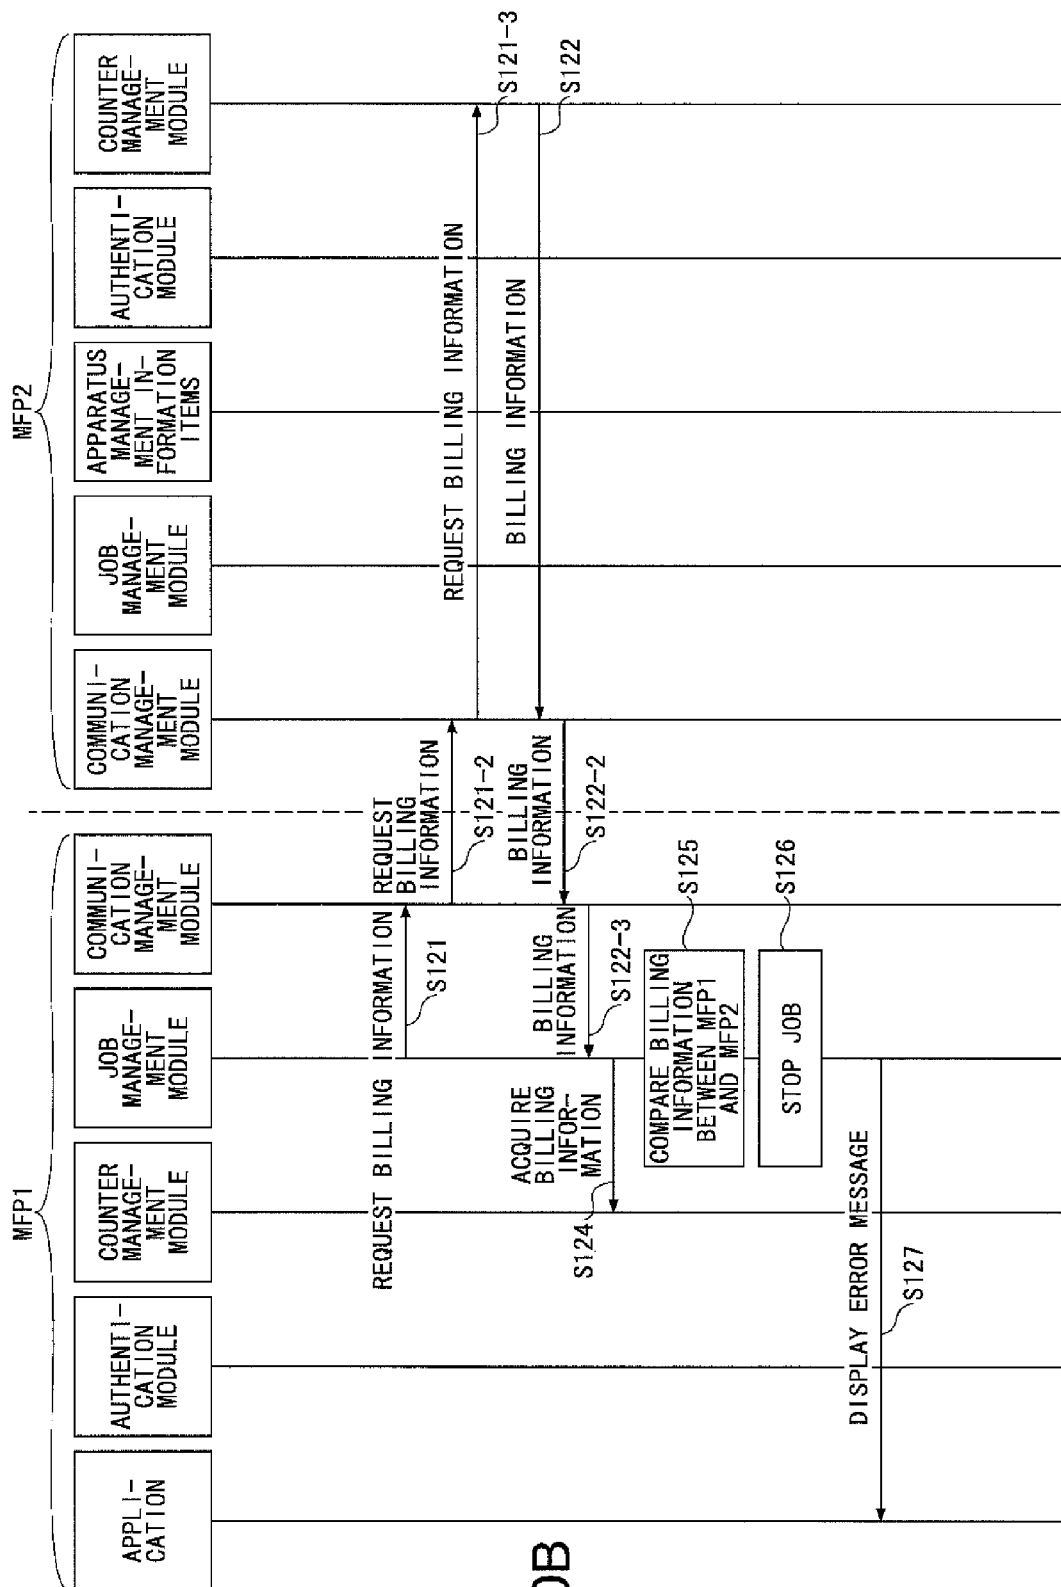 MFP1
APPLI-
CATION
AUTHENTI-
CATION
MODULE
COUNTER
MANAGE-
MENT
MODULE
JOB
MANAGE-
MENT
MODULE
COMMUNI-
CATION
MANAGE-
MENT
MODULE
MFP2
COMMUNI-
CATION
MANAGE-
MENT
MODULE
JOB
MANAGE-
MENT
MODULE
APPARATUS
MANAGE-
MENT IN-
FORMATION
ITEMS
AUTHENTI-
CATION
MODULE
COUNTER
MANAGE-
MENT
MODULE
REQUEST BILLING INFORMATION
S121
REQUEST
BILLING
INFORMATION
S121-2
REQUEST BILLING INFORMATION
S121-3
BILLING INFORMATION
S122
BILLING
INFORMATION
S122-2
BILLING
INFORMATION
S122-3
ACQUIRE
BILLING
INFOR-
MATION
S124
COMPARE BILLING
INFORMATION
BETWEEN MFP1
AND MFP2
S125
STOP JOB
S126
DISPLAY ERROR MESSAGE
S127